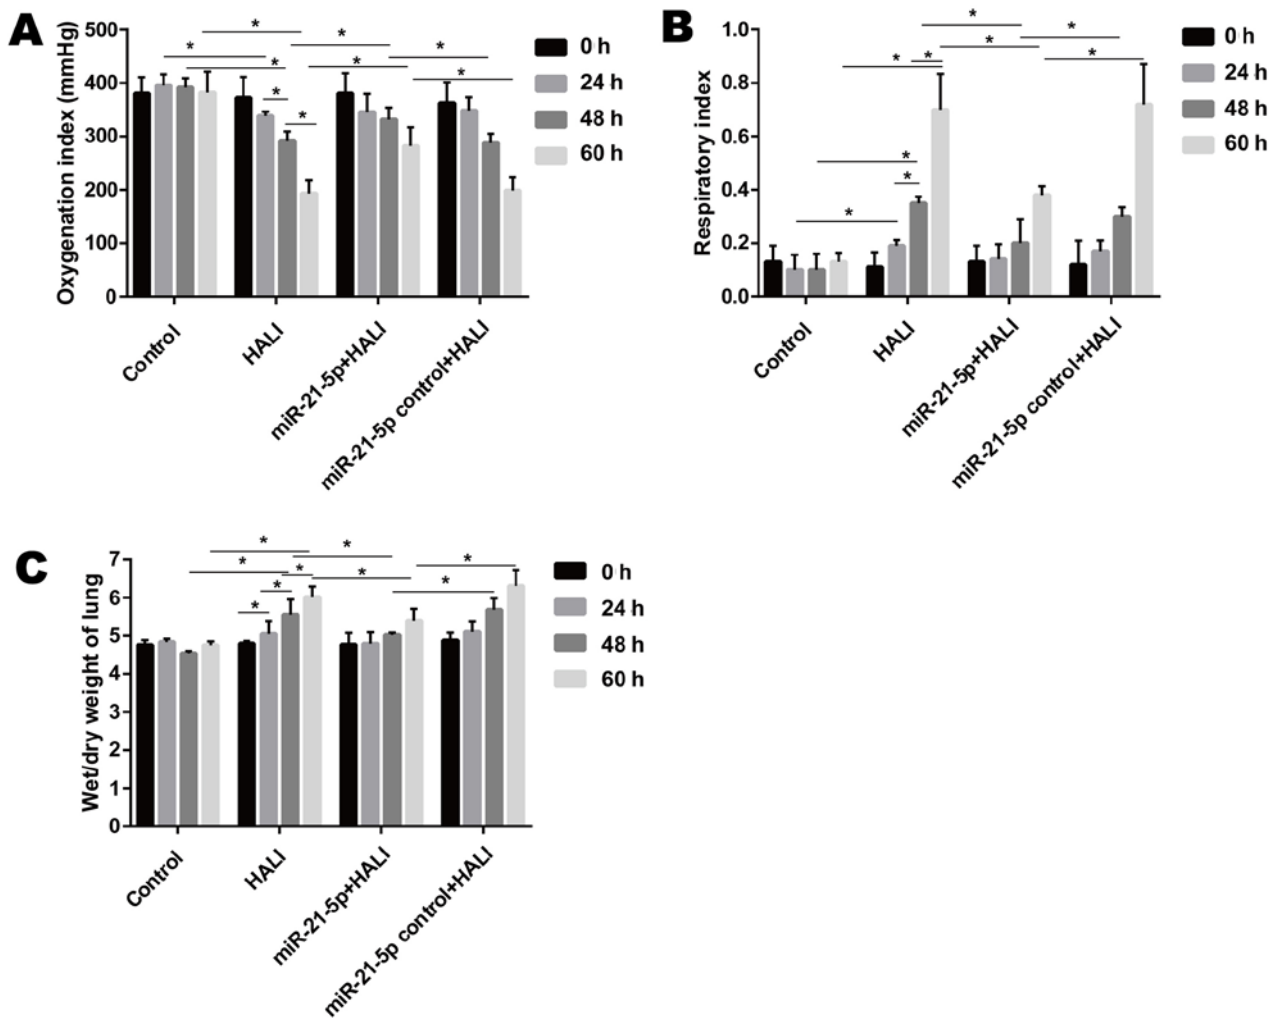 A
Oxygenation index (mmHg)
500
400
300
200
100
0
* * * * * * * * * *
Control
HALI
miR-21-5p+HALI
miR-21-5p control+HALI
0 h
24 h
48 h
60 h
B
Respiratory index
1.0
0.8
0.6
0.4
0.2
0.0
* * * * * * * * *
Control
HALI
miR-21-5p+HALI
miR-21-5p control+HALI
0 h
24 h
48 h
60 h
C
Wet/dry weight of lung
7
6
5
4
3
2
1
0
* * * * * * * * *
Control
HALI
miR-21-5p+HALI
miR-21-5p control+HALI
0 h
24 h
48 h
60 h